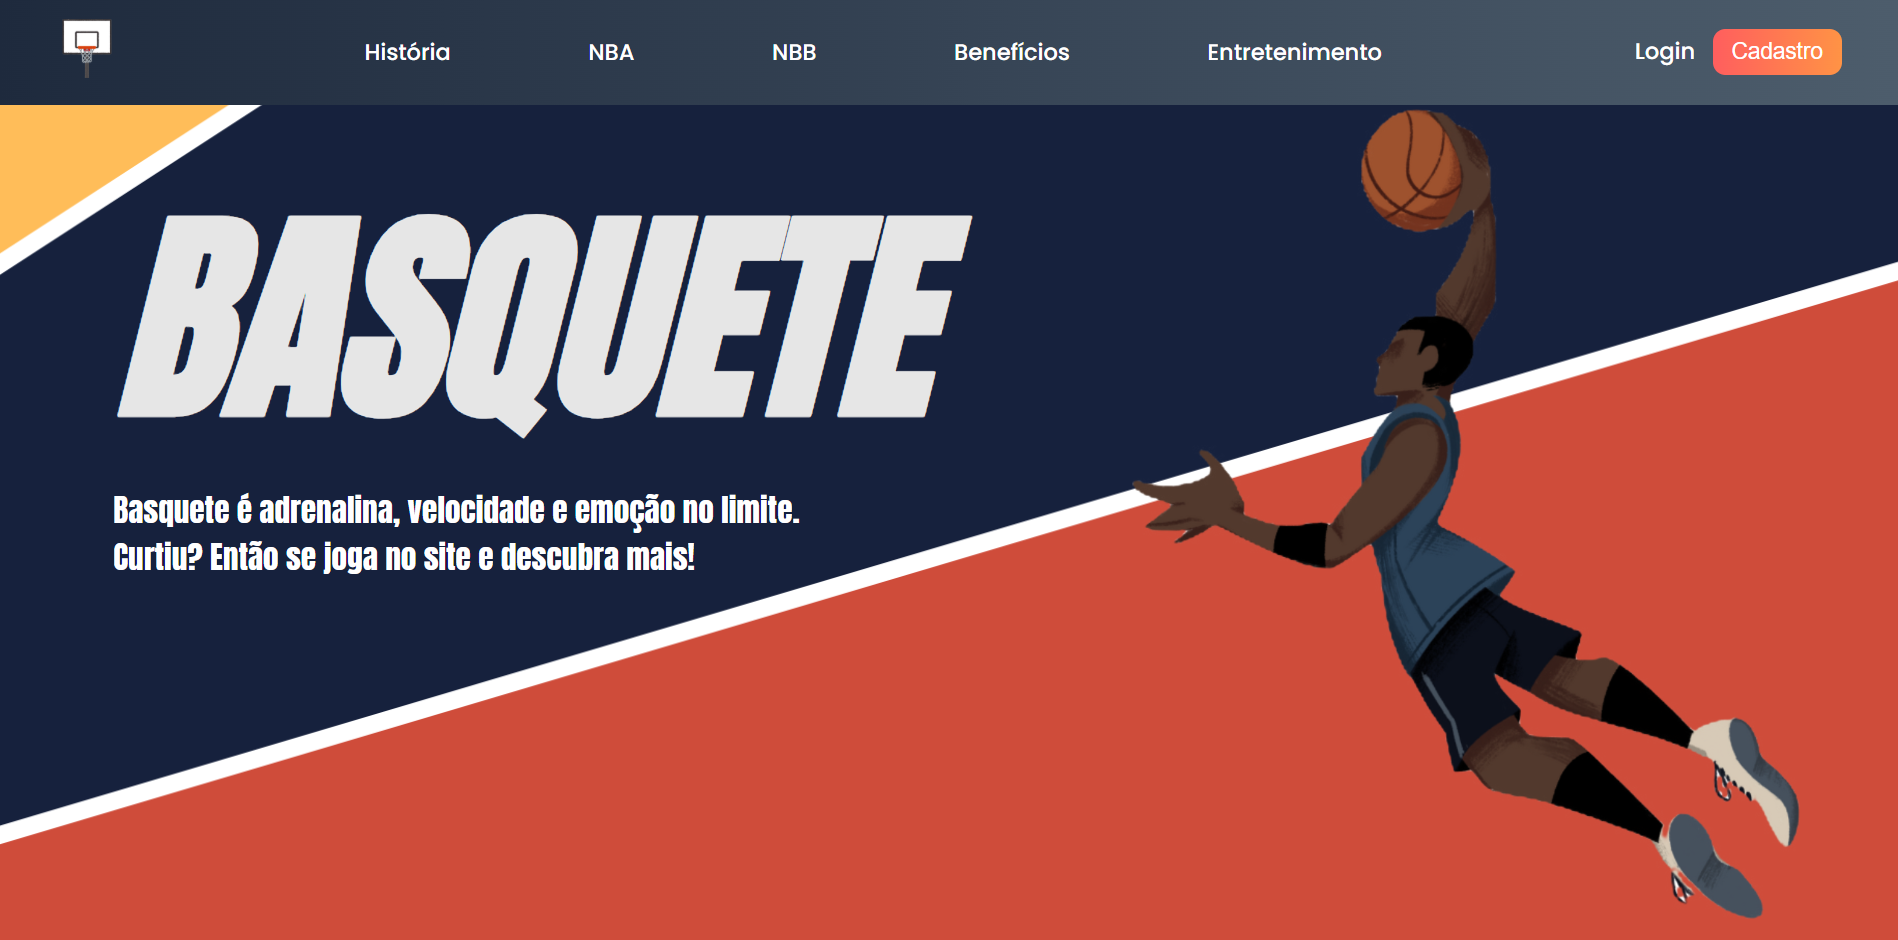 História
NBA
NBB
Benefícios
Entretenimento
Login
Cadastro
BASQUETE
Basquete é adrenalina, velocidade e emoção no limite.
Curtiu? Então se joga no site e descubra mais!